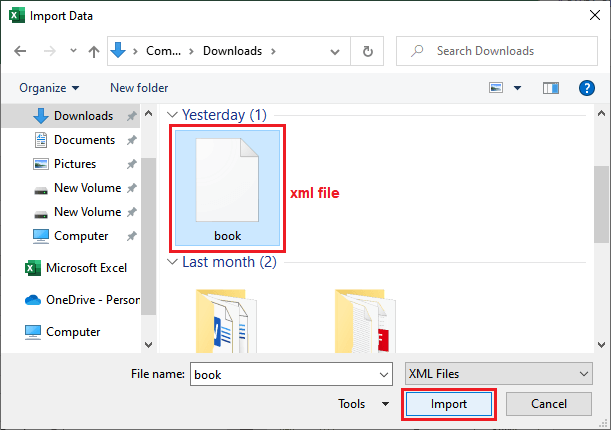 Import Data
Com... Downloads
Search Downloads
Organize New folder
Downloads
Documents
Pictures
New Volume
New Volume
Computer
Microsoft Excel
OneDrive - Person
Computer
Yesterday (1)
xml file
book
Last month (2)
File name: book XML Files
Tools Import Cancel